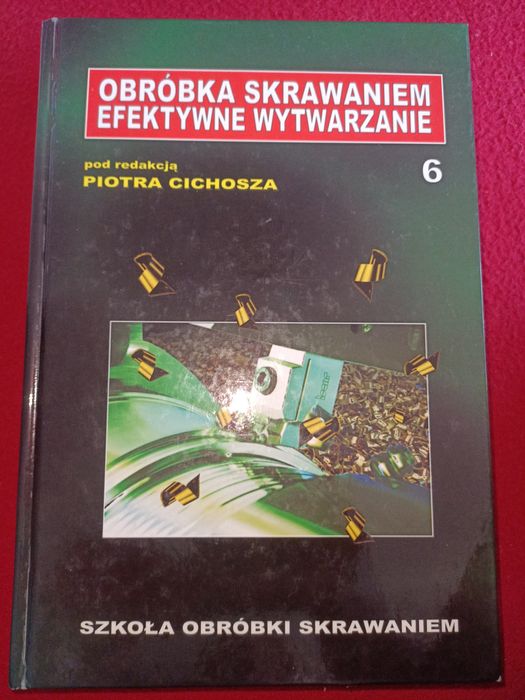 OBRÓBKA SKRAWANIEM
EFEKTYWNE WYTWARZANIE
pod redakcją
PIOTRA CICHOSZA
6
SZKOŁA OBRÓBKI SKRAWANIEM